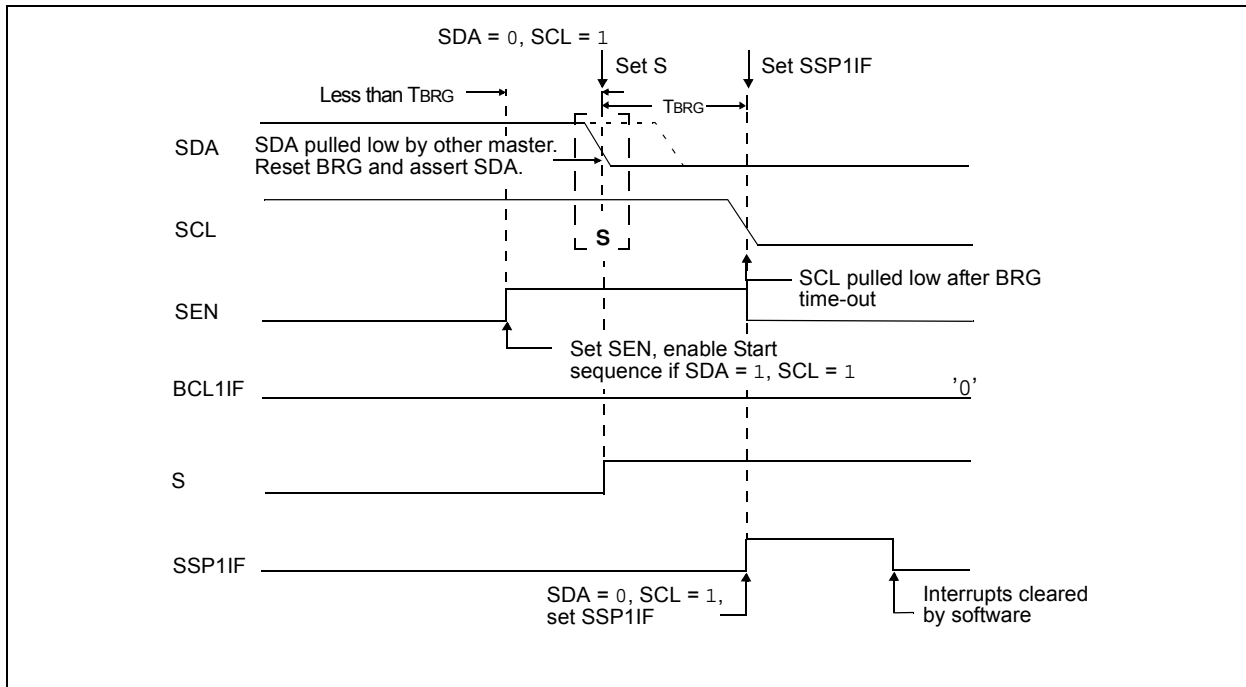 SDA = 0, SCL = 1
Set S
Set SSP1IF
Less than TBRG
TBRG
SDA
SDA pulled low by other master.
Reset BRG and assert SDA.
SCL
S
SCL pulled low after BRG
time-out
SEN
Set SEN, enable Start
sequence if SDA = 1, SCL = 1
BCL1IF
'0'
S
SSP1IF
SDA = 0, SCL = 1,
set SSP1IF
Interrupts cleared
by software